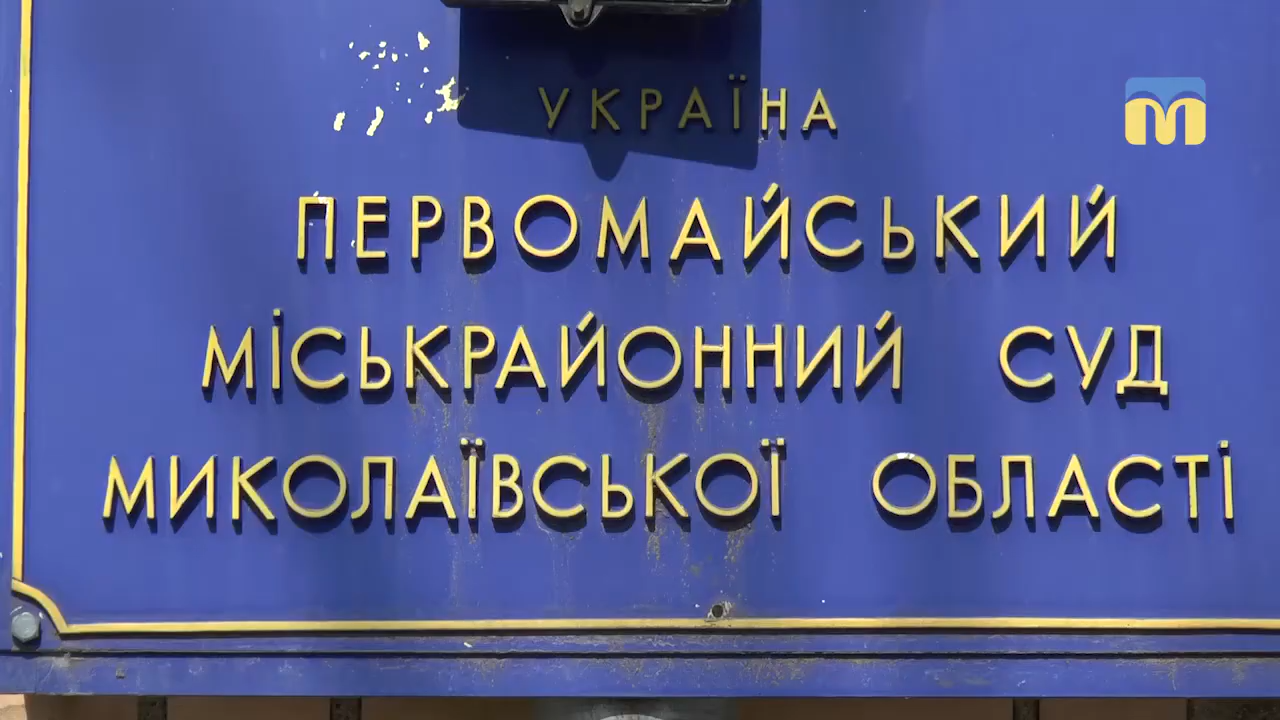 УКРАЇНА
ПЕРВОМАЙСЬКИЙ
МІСЬКРАЙОННИЙ СУД
МИКОЛАЇВСЬКОЇ ОБЛАСТІ